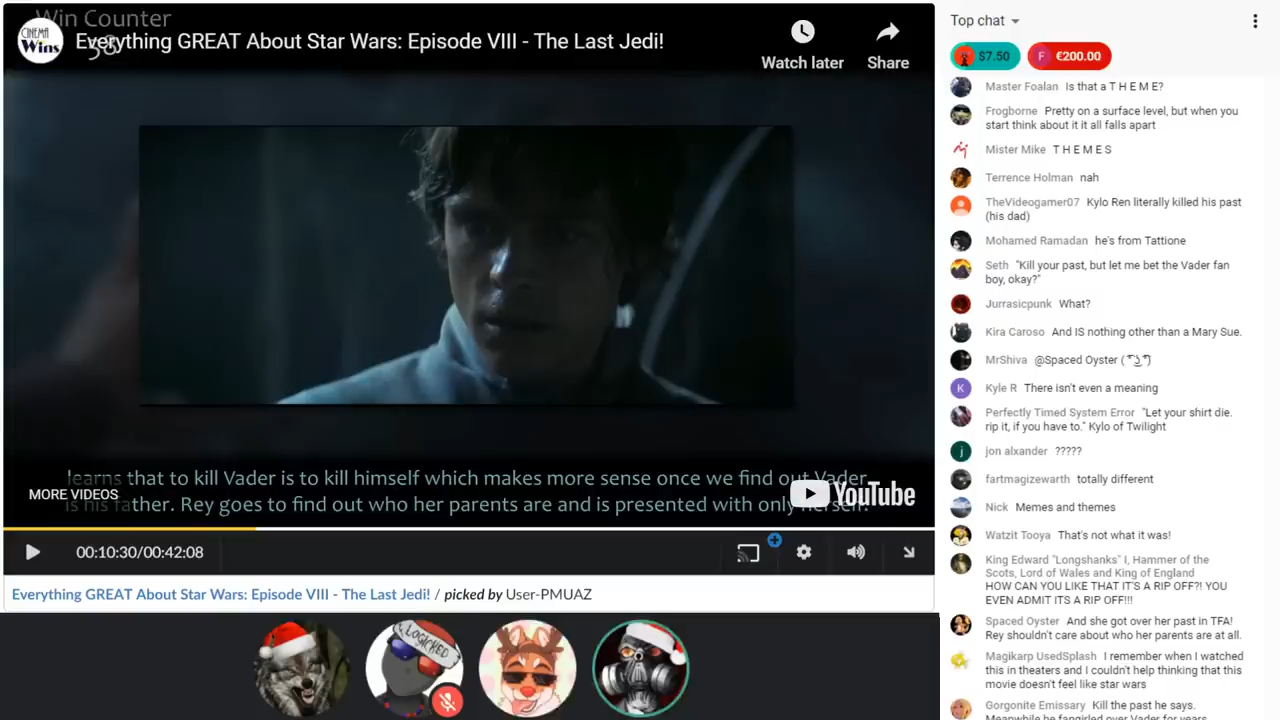 Win Counter
58
CINEMA
Wins
Everything GREAT About Star Wars: Episode VIII - The Last Jedi!
Watch later
Share
learns that to kill Vader is to kill himself which makes more sense once we find out Vader
is his father. Rey goes to find out who her parents are and is presented with only herself.
MORE VIDEOS
YouTube
00:10:30/00:42:08
Everything GREAT About Star Wars: Episode VIII - The Last Jedi! / picked by User-PMUAZ
LOGICKED
Top chat
$7.50
F €200.00
Master Foalan Is that a T H E M E?
Frogborne Pretty on a surface level, but when you
start think about it it all falls apart
Mister Mike T H E M E S
Terrence Holman nah
TheVideogamer07 Kylo Ren literally killed his past
(his dad)
Mohamed Ramadan he's from Tattione
Seth "Kill your past, but let me bet the Vader fan
boy, okay?"
Jurrasicpunk What?
Kira Caroso And IS nothing other than a Mary Sue.
MrShiva @Spaced Oyster ( ͡° ͜ʖ ͡°)
K Kyle R There isn't even a meaning
Perfectly Timed System Error "Let your shirt die.
rip it, if you have to." Kylo of Twilight
j jon alxander ?????
fartmagizewarth totally different
Nick Memes and themes
Watzit Tooya That's not what it was!
King Edward "Longshanks" I, Hammer of the
Scots, Lord of Wales and King of England
HOW CAN YOU LIKE THAT IT'S A RIP OFF?! YOU
EVEN ADMIT ITS A RIP OFF!!!
Spaced Oyster And she got over her past in TFA!
Rey shouldn't care about who her parents are at all.
Magikarp UsedSplash I remember when I watched
this in theaters and I couldn't help thinking that this
movie doesn't feel like star wars
Gorgonite Emissary Kill the past he says.
Meanwhile he fangirled over Vader for years